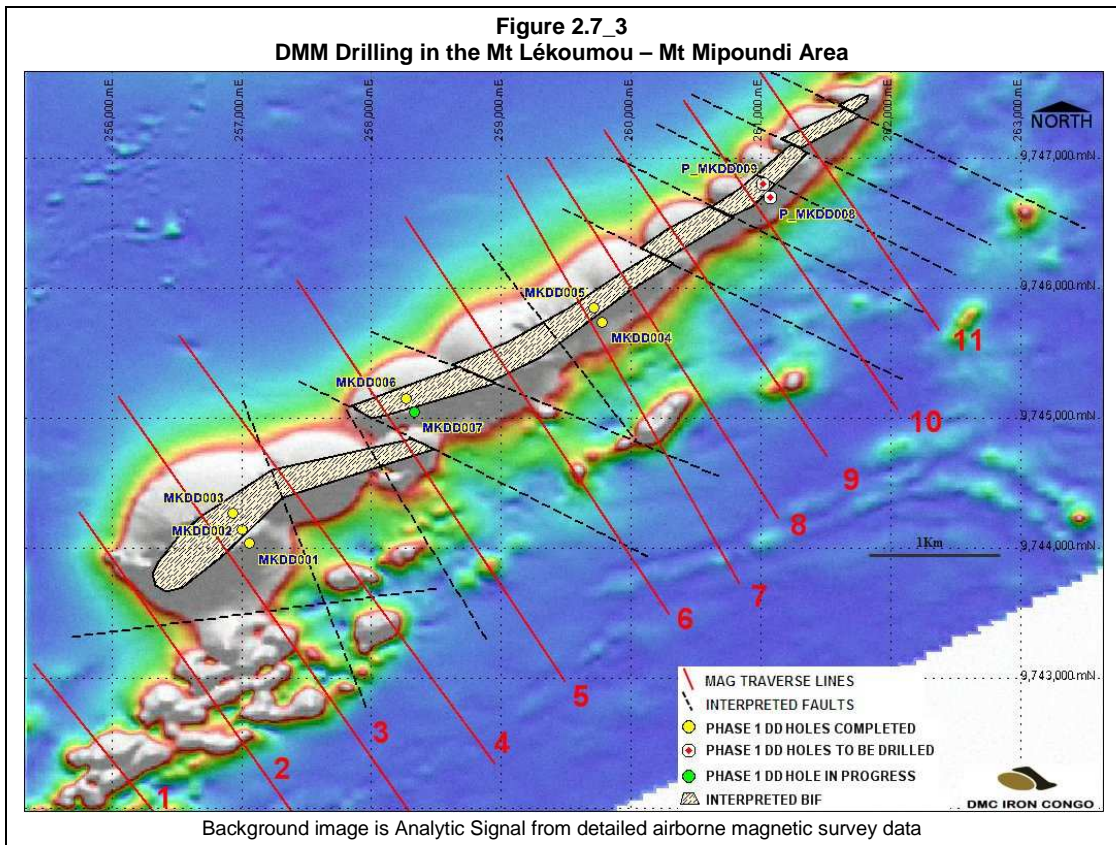 Figure 2.7_3
DMM Drilling in the Mt Lékoumou – Mt Mipoundi Area
256,000.mE
257,000.mE
258,000.mE
259,000.mE
260,000.mE
261,000.mE
262,000.mE
263,000.mE
NORTH
9,747,000 mN
P_MKDD009
P_MKDD008
9,746,000 mN
MKDD005
MKDD004
11
MKDD006
MKDD007
9,745,000 mN
10
9
MKDD003
MKDD002
MKDD001
8
1Km
9,744,000 mN
7
6
5
MAG TRAVERSE LINES
9,743,000 mN
INTERPRETED FAULTS
3
4
PHASE 1 DD HOLES COMPLETED
PHASE 1 DD HOLES TO BE DRILLED
2
PHASE 1 DD HOLE IN PROGRESS
1
INTERPRETED BIF
DMC IRON CONGO
Background image is Analytic Signal from detailed airborne magnetic survey data